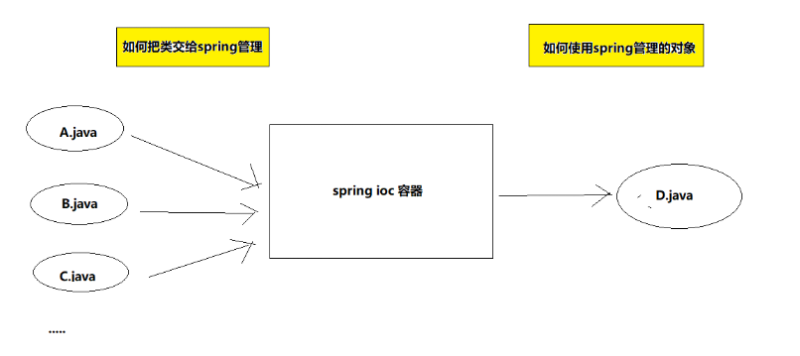 如何把类交给spring管理
如何使用spring管理的对象
A.java
B.java
C.java
.....
spring ioc 容器
D.java